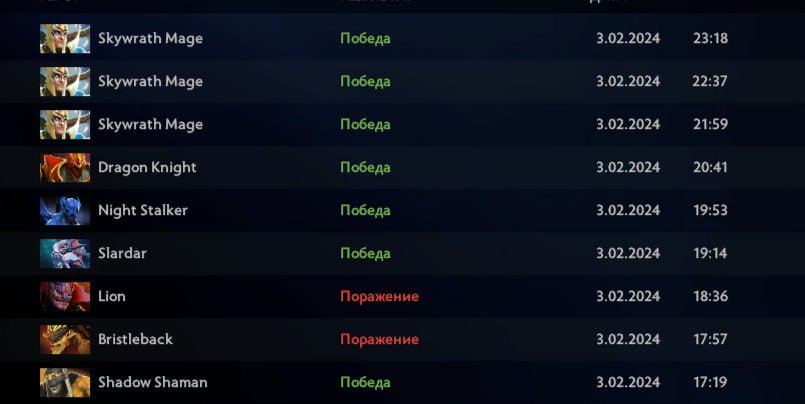 Skywrath Mage Победа 3.02.2024 23:18
Skywrath Mage Победа 3.02.2024 22:37
Skywrath Mage Победа 3.02.2024 21:59
Dragon Knight Победа 3.02.2024 20:41
Night Stalker Победа 3.02.2024 19:53
Slardar Победа 3.02.2024 19:14
Lion Поражение 3.02.2024 18:36
Bristleback Поражение 3.02.2024 17:57
Shadow Shaman Победа 3.02.2024 17:19